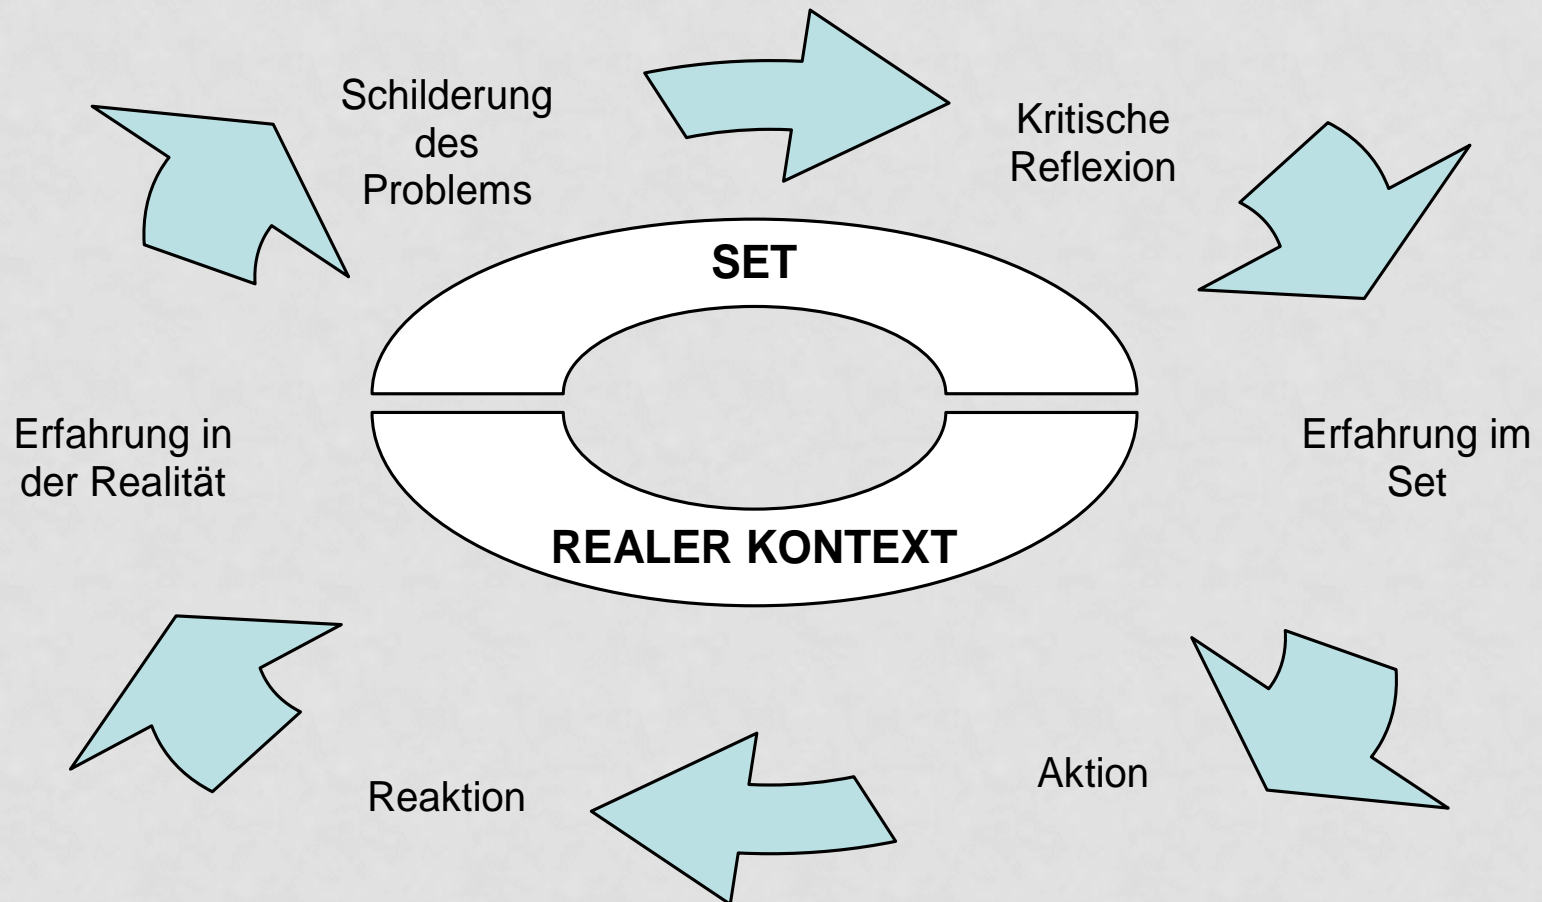 Schilderung
des
Problems
Kritische
Reflexion
SET
Erfahrung in
der Realität
Erfahrung im
Set
REALER KONTEXT
Reaktion
Aktion